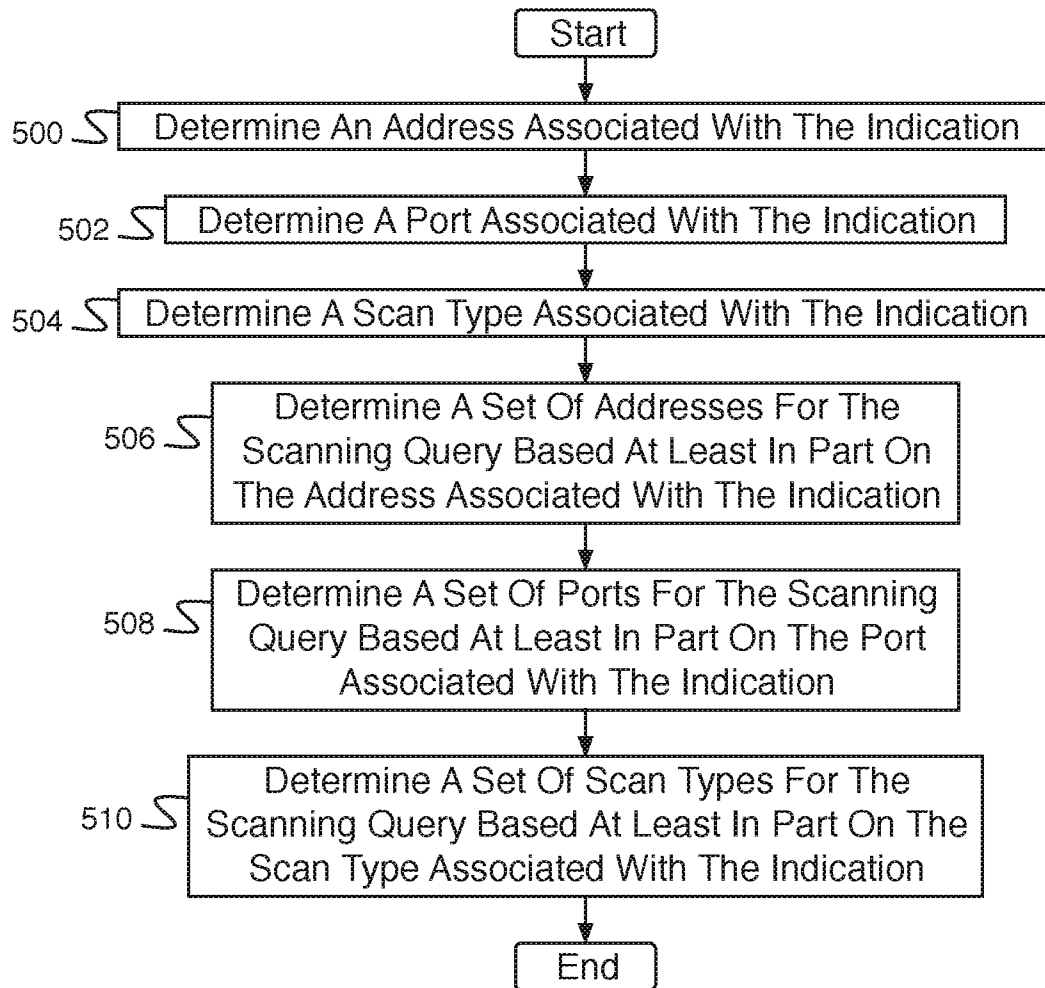 Start
500
Determine An Address Associated With The Indication
502
Determine A Port Associated With The Indication
504
Determine A Scan Type Associated With The Indication
506
Determine A Set Of Addresses For The
Scanning Query Based At Least In Part On
The Address Associated With The Indication
508
Determine A Set Of Ports For The Scanning
Query Based At Least In Part On The Port
Associated With The Indication
510
Determine A Set Of Scan Types For The
Scanning Query Based At Least In Part On The
Scan Type Associated With The Indication
End